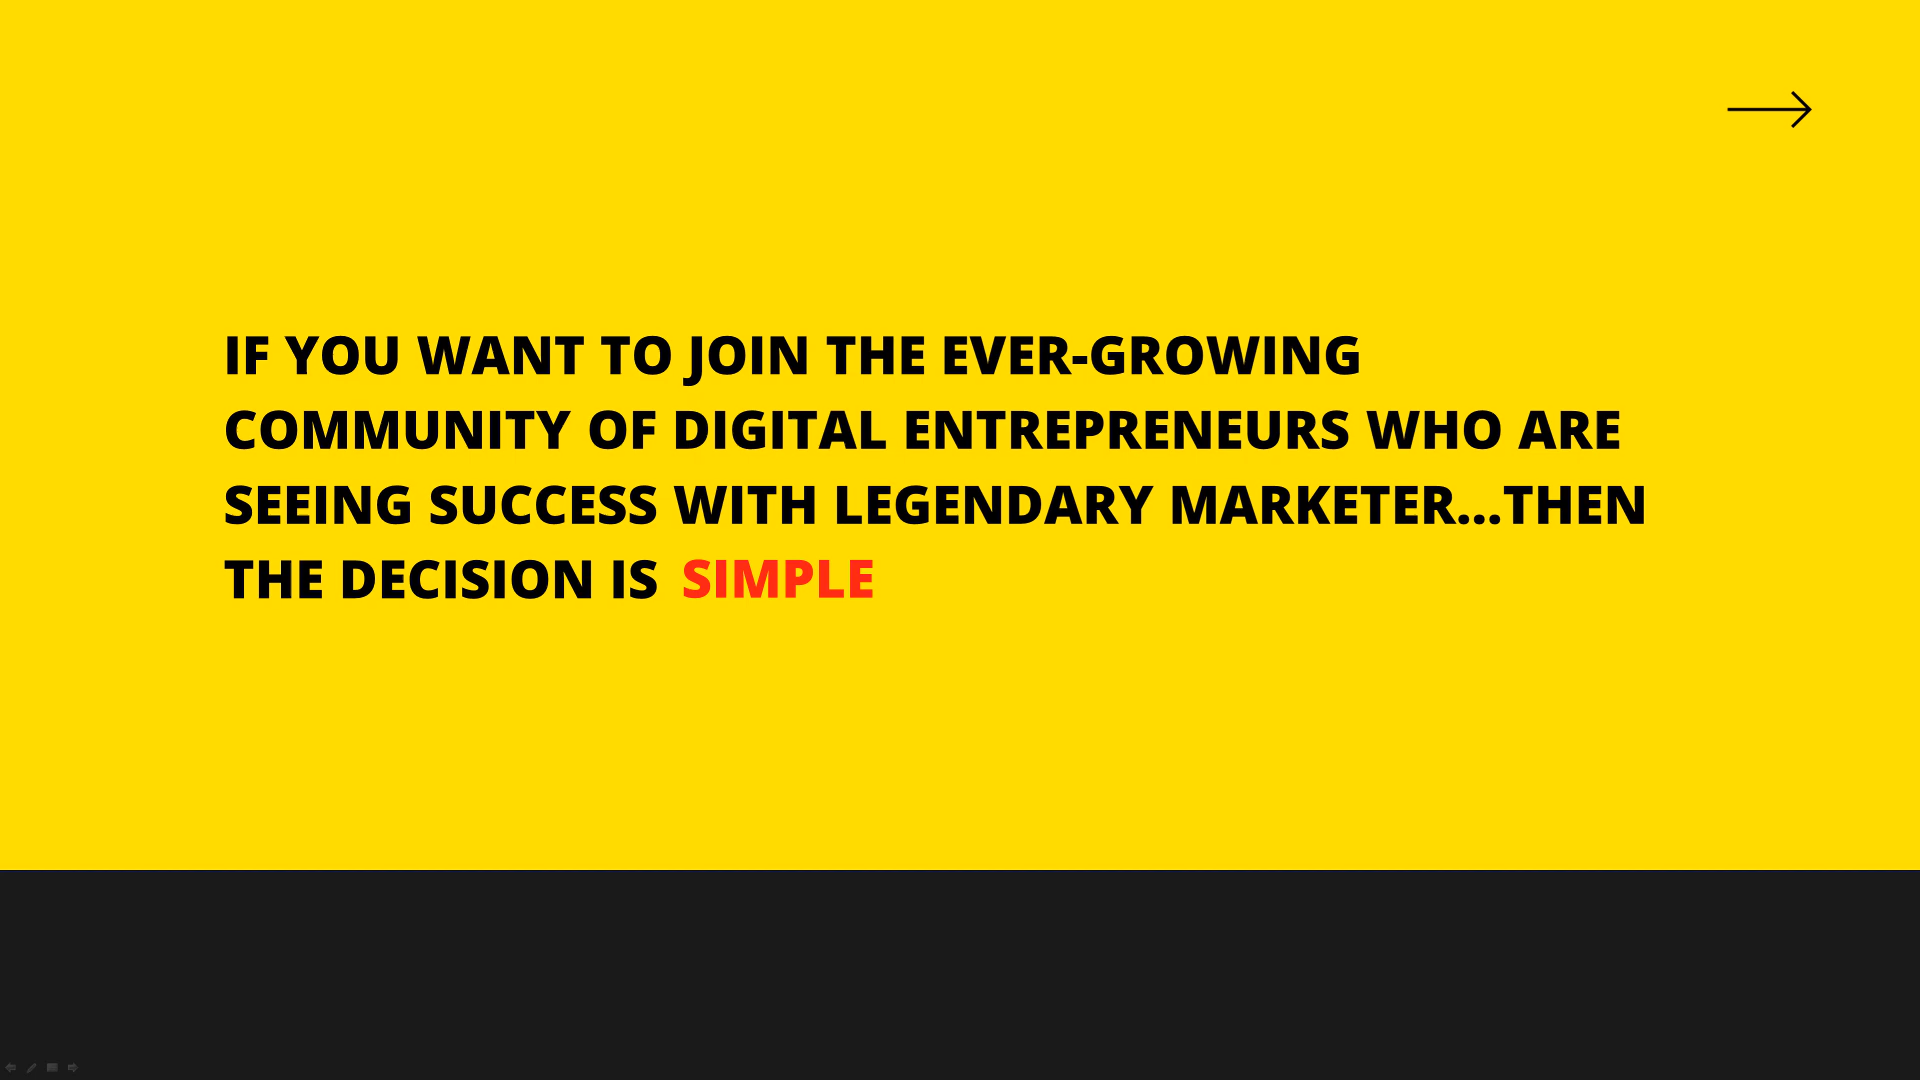 IF YOU WANT TO JOIN THE EVER-GROWING
COMMUNITY OF DIGITAL ENTREPRENEURS WHO ARE
SEEING SUCCESS WITH LEGENDARY MARKETER...THEN
THE DECISION IS SIMPLE